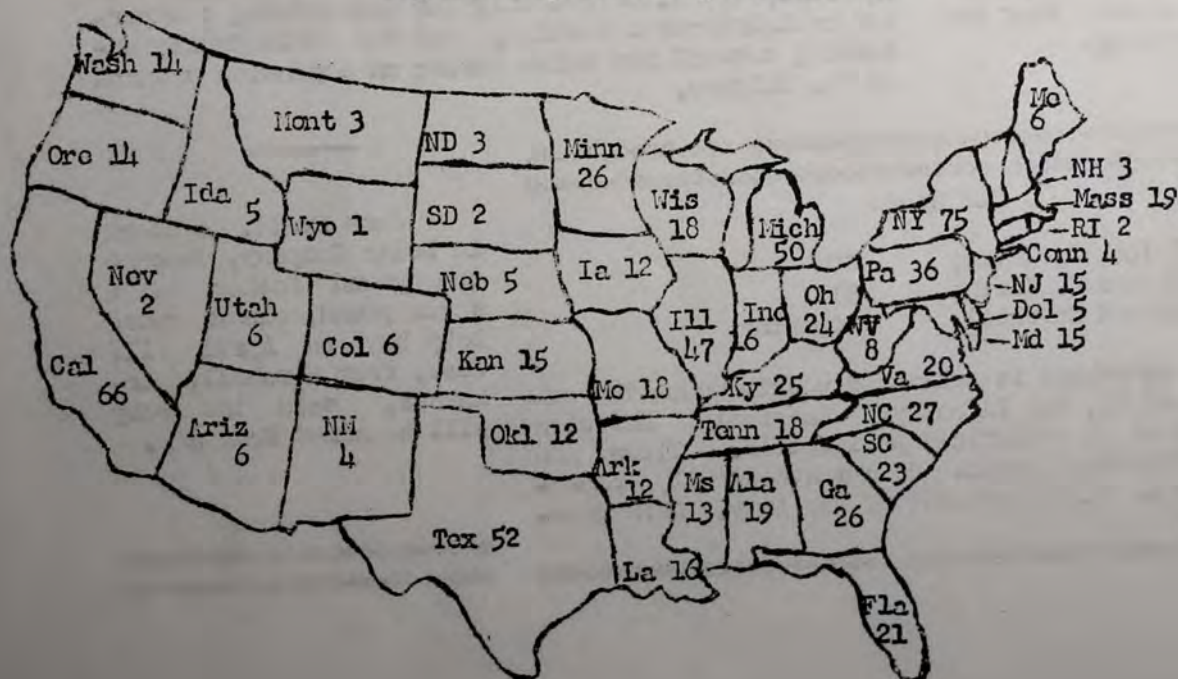 Wash 14
Ore 14
Ida
5
Mont 3
Wyo 1
ND 3
SD 2
Neb 5
Minn
26
Ia 12
Wis
18
Mich
50
Ill
47
Ind
16
Oh
24
Me
6
NH 3
Mass 19
RI 2
Conn 4
NY 75
Pa 36
NJ 15
Del 5
Md 15
WV
8
Va 20
Cal
66
Nev
2
Utah
6
Col 6
Kan 15
Mo 18
Ky 25
Tenn 18
NC 27
SC
23
Ariz
6
NM
4
Okl 12
Ark
12
Tex 52
La 16
Ms
13
Ala
19
Ga
26
Fla
21